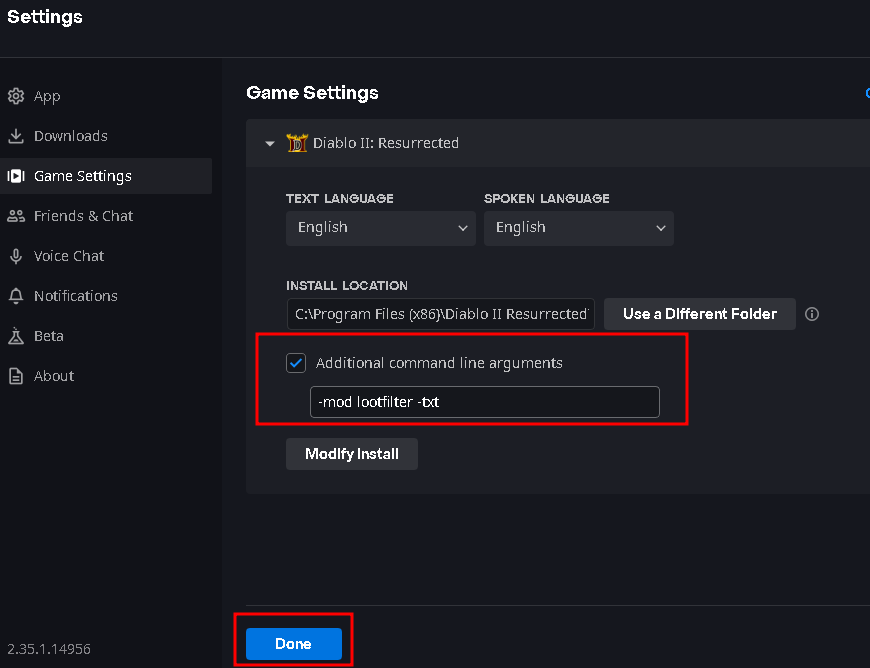 Settings
App
Downloads
Game Settings
Friends & Chat
Voice Chat
Notifications
Beta
About
2.35.1.14956
Game Settings
Diablo II: Resurrected
TEXT LANGUAGE SPOKEN LANGUAGE
English English
INSTALL LOCATION
C:\Program Files (x86)\Diablo II Resurrected Use a Different Folder
Additional command line arguments
-mod lootfilter -txt
Modify Install
Done